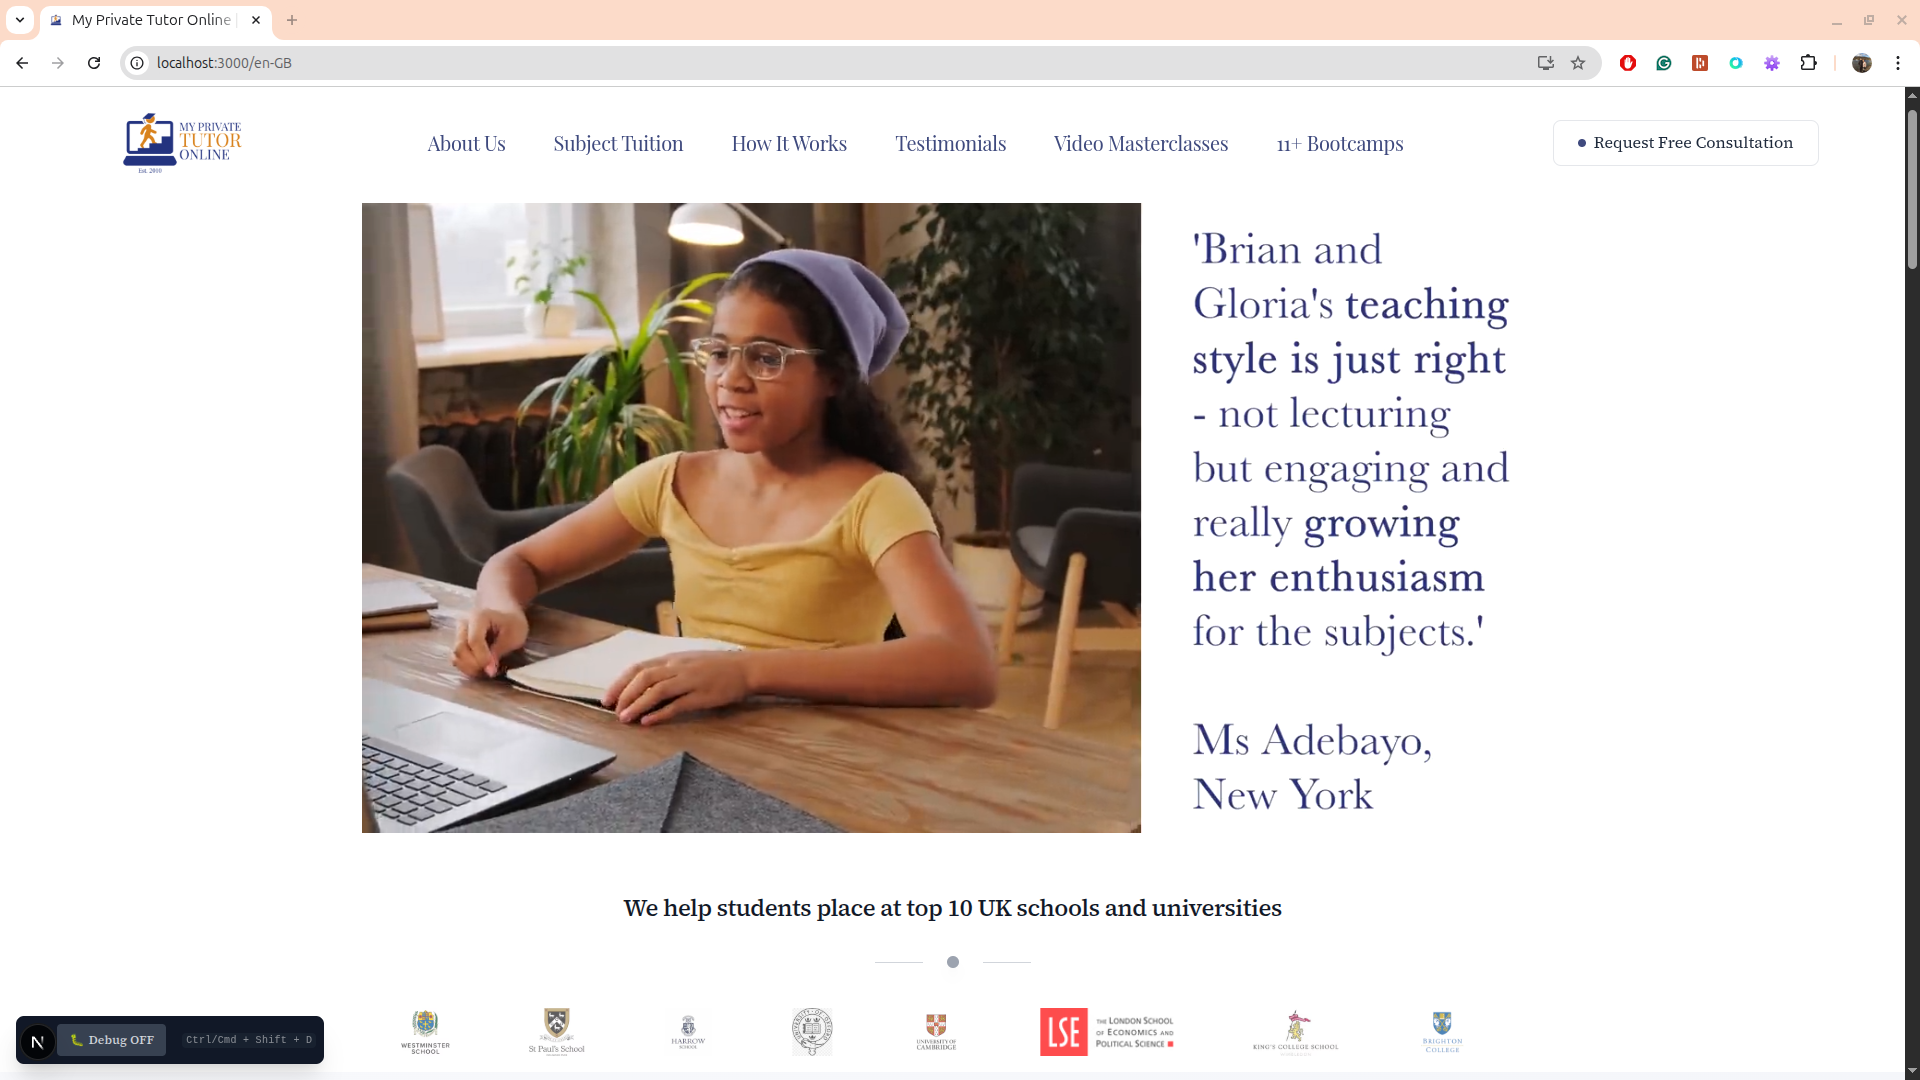 My Private Tutor Online
localhost:3000/en-GB
MY PRIVATE
TUTOR
ONLINE
Est. 2010
About Us
Subject Tuition
How It Works
Testimonials
Video Masterclasses
11+ Bootcamps
Request Free Consultation
'Brian and
Gloria's teaching
style is just right
- not lecturing
but engaging and
really growing
her enthusiasm
for the subjects.'
Ms Adebayo,
New York
We help students place at top 10 UK schools and universities
WESTMINSTER
SCHOOL
St Paul's School
HARROW
SCHOOL
UNIVERSITY OF
CAMBRIDGE
LSE
THE LONDON SCHOOL
OF ECONOMICS AND
POLITICAL SCIENCE
KING'S COLLEGE SCHOOL
BRIGHTON
COLLEGE
N
Debug OFF
Ctrl/Cmd + Shift + D